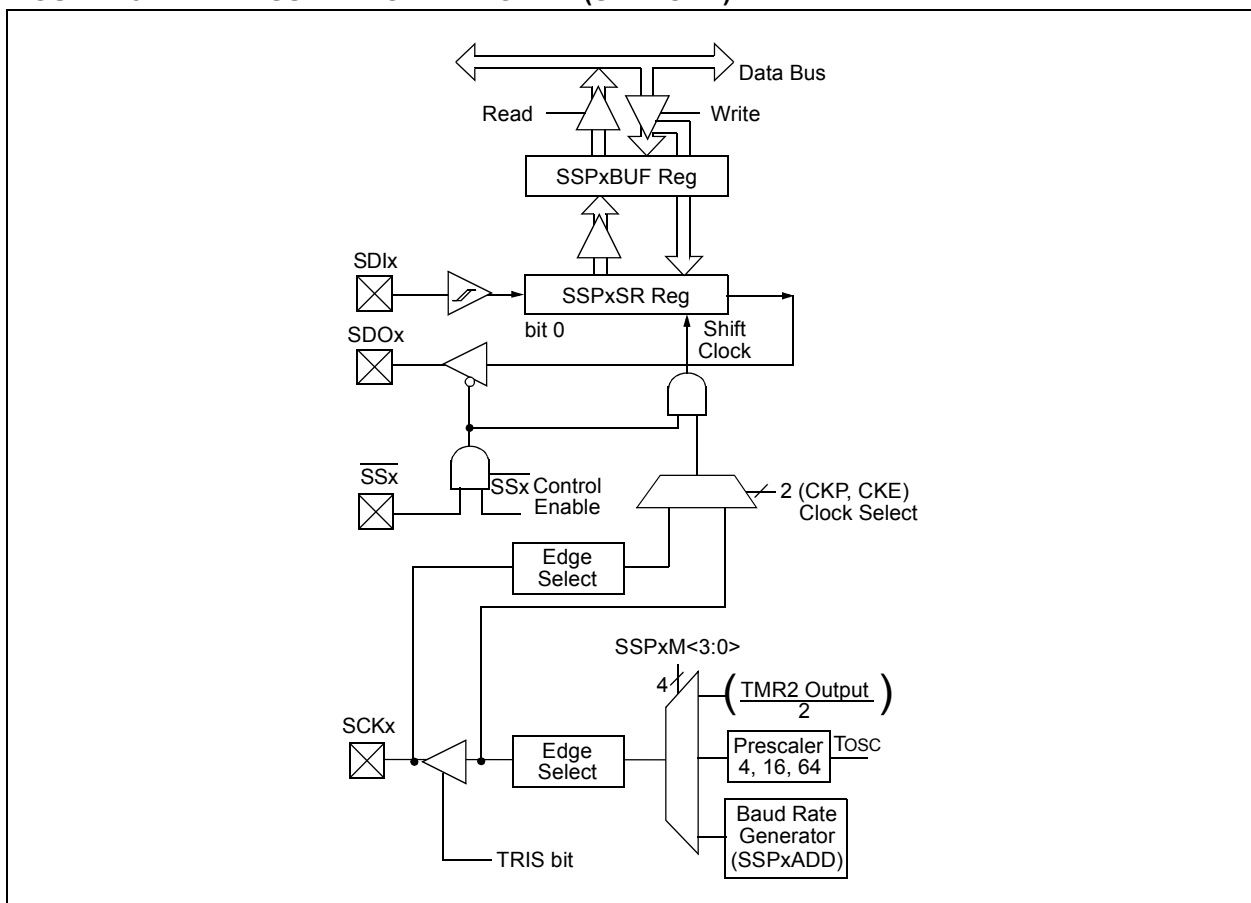 Data Bus
Read
Write
SSPxBUF Reg
SDIx
SSPxSR Reg
bit 0
Shift
Clock
SDOx
SSx
SSx Control
Enable
2 (CKP, CKE)
Clock Select
Edge
Select
SSPxM<3:0>
4
(TMR2 Output)
2
SCKx
Edge
Select
Prescaler
4, 16, 64
TOSC
Baud Rate
Generator
(SSPxADD)
TRIS bit